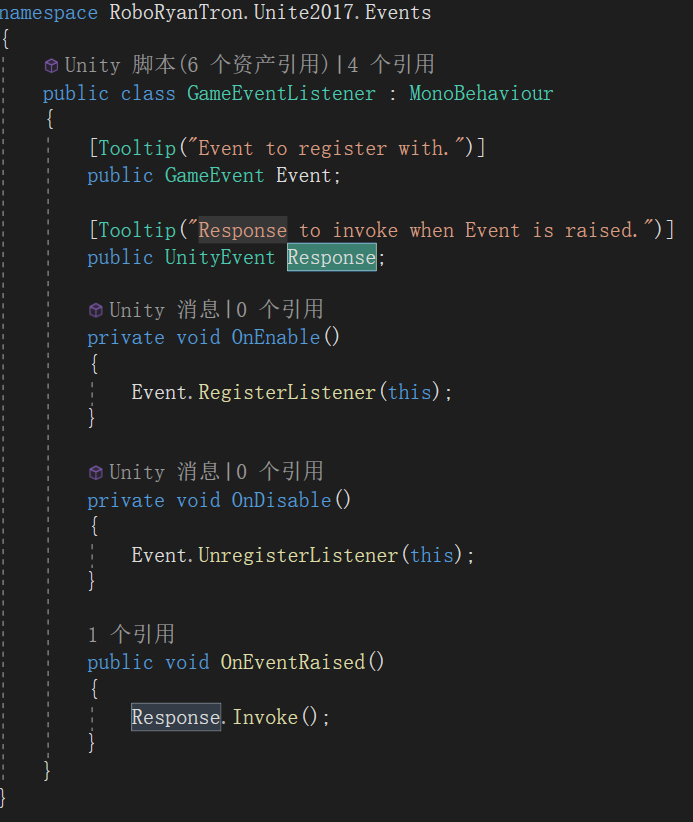 namespace RoboRyanTron.Unite2017.Events
{
Unity 脚本(6 个资产引用)|4 个引用
public class GameEventListener : MonoBehaviour
{
[Tooltip("Event to register with.")]
public GameEvent Event;
[Tooltip("Response to invoke when Event is raised.")]
public UnityEvent Response;
Unity 消息|0 个引用
private void OnEnable()
{
Event.RegisterListener(this);
}
Unity 消息|0 个引用
private void OnDisable()
{
Event.UnregisterListener(this);
}
1 个引用
public void OnEventRaised()
{
Response.Invoke();
}
}
}